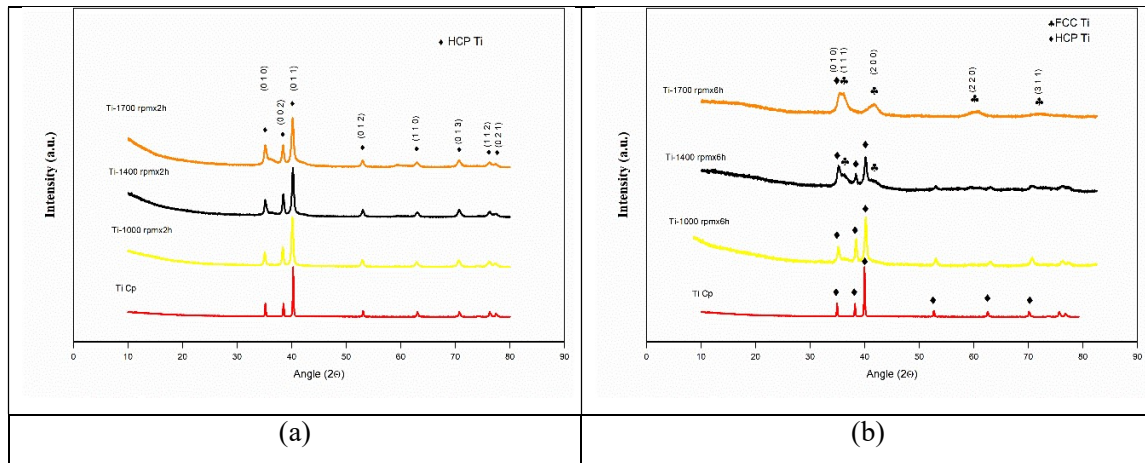 ♦ HCP Ti
(0 1 0)
(0 0 2)
(0 1 1)
(0 1 2)
(1 1 0)
(0 1 3)
(1 1 2)
(0 2 1)
Ti-1700 rpmx2h
Ti-1400 rpmx2h
Ti-1000 rpmx2h
Ti Cp
Intensity (a.u.)
0 10 20 30 40 50 60 70 80 90
Angle (2Θ)
(a)
♣FCC Ti
♦HCP Ti
(0 1 0)
(1 1 1)
(2 0 0)
(2 2 0)
(3 1 1)
Ti-1700 rpmx6h
Ti-1400 rpmx6h
Ti-1000 rpmx6h
Ti Cp
Intensity (a.u.)
0 10 20 30 40 50 60 70 80 90
Angle (2Θ)
(b)